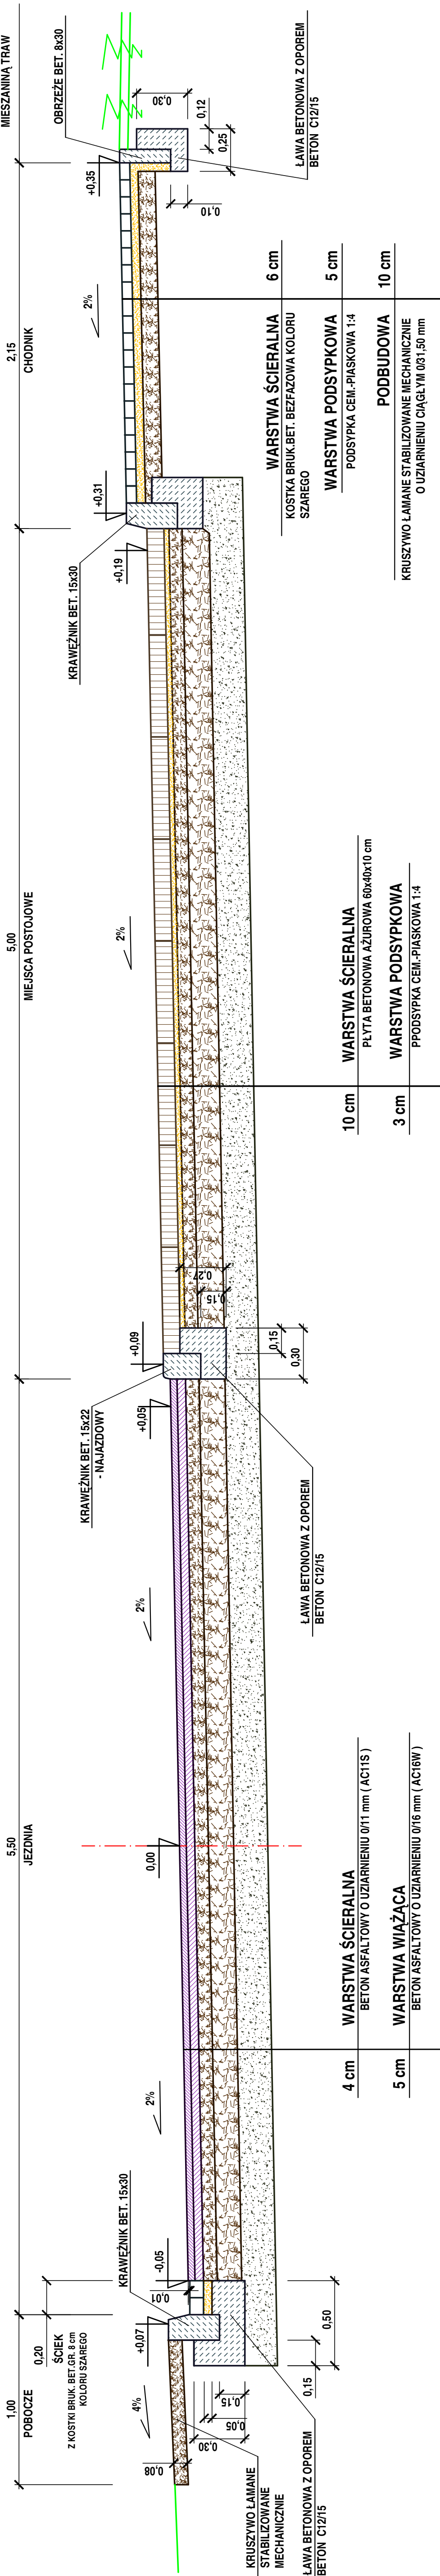 1,00
POBOCZE
0,20
ŚCIEK
Z KOSTKI BRUK. BET.GR. 8 cm
KOLORU SZAREGO
5,50
JEZDNIA
5,00
MIEJSCA POSTOJOWE
2,15
CHODNIK
MIESZANINA TRAW
KRAWĘŻNIK BET. 15x30
KRAWĘŻNIK BET. 15x22
- NAJAZDOWY
KRAWĘŻNIK BET. 15x30
OBRZEŻE BET. 8x30
4%
+0,07
0,01
-0,05
2%
0,00
2%
+0,05
+0,09
2%
+0,19
+0,31
2%
+0,35
0,30
0,12
0,25
0,10
0,08
0,30
0,05
0,15
0,15
0,50
0,27
0,15
0,15
0,30
KRUSZYWO ŁAMANE
STABILIZOWANE
MECHANICZNIE
ŁAWA BETONOWA Z OPOREM
BETON C12/15
ŁAWA BETONOWA Z OPOREM
BETON C12/15
ŁAWA BETONOWA Z OPOREM
BETON C12/15
4 cm
WARSTWA ŚCIERALNA
BETON ASFALTOWY O UZIARNIENIU 0/11 mm ( AC11S )
5 cm
WARSTWA WIĄŻĄCA
BETON ASFALTOWY O UZIARNIENIU 0/16 mm ( AC16W )
10 cm
WARSTWA ŚCIERALNA
PŁYTA BETONOWA AŻUROWA 60x40x10 cm
3 cm
WARSTWA PODSYPKOWA
PPODSYPKA CEM.-PIASKOWA 1:4
WARSTWA ŚCIERALNA
6 cm
KOSTKA BRUK.BET. BEZFAZOWA KOLORU
SZAREGO
WARSTWA PODSYPKOWA
5 cm
PODSYPKA CEM.-PIASKOWA 1:4
PODBUDOWA
10 cm
KRUSZYWO ŁAMANE STABILIZOWANE MECHANICZNIE
O UZIARNIENIU CIĄGŁYM 0/31,50 mm